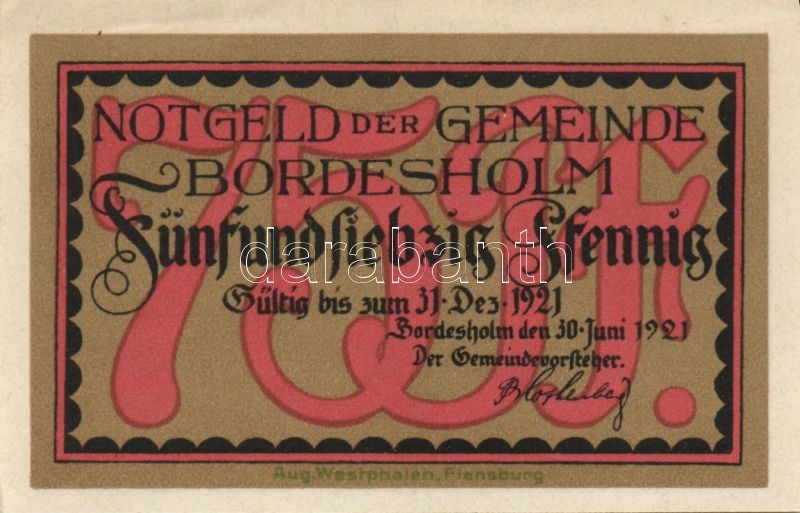 75 Pf.
NOTGELD DER GEMEINDE
BORDESHOLM
Fünfundsiebzig Pfennig
darabanth
Gültig bis zum 31·Dez·1921
Bordesholm den 30·Juni 1921
Der Gemeindevorsteher.
Aug. Westphalen, Flensburg